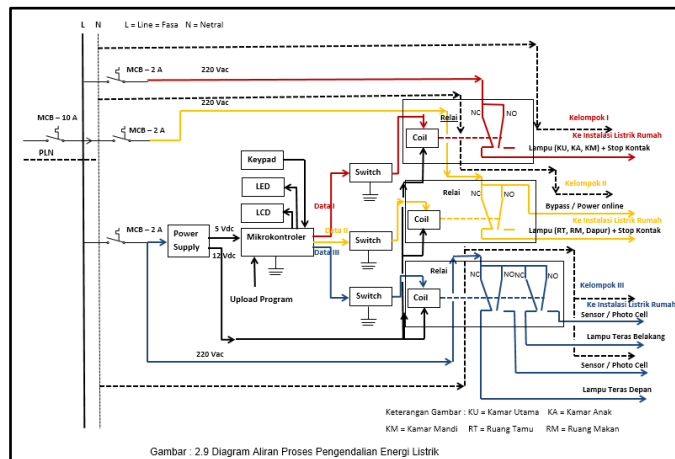 L N L = Line = Fasa N = Netral
MCB – 2 A
220 Vac
220 Vac
MCB – 10 A
MCB – 2 A
PLN
NC
NO
Relai
Coil
Kelompok I
Ke Instalasi Listrik Rumah
Lampu (KU, KA, KM) + Stop Kontak
Keypad
LED
LCD
Switch
Data I
Relai
NC
NO
Coil
Kelompok II
Bypass / Power online
Ke Instalasi Listrik Rumah
Lampu (RT, RM, Dapur) + Stop Kontak
MCB – 2 A
Power
Supply
5 Vdc
12 Vdc
Mikrokontroler
Data II
Data III
Switch
Upload Program
Switch
Relai
Coil
NC
NO
NC
NO
Kelompok III
Ke Instalasi Listrik Rumah
Sensor / Photo Cell
Lampu Teras Belakang
Sensor / Photo Cell
Lampu Teras Depan
220 Vac
Keterangan Gambar : KU = Kamar Utama KA = Kamar Anak
KM = Kamar Mandi RT = Ruang Tamu RM = Ruang Makan
Gambar : 2.9 Diagram Aliran Proses Pengendalian Energi Listrik